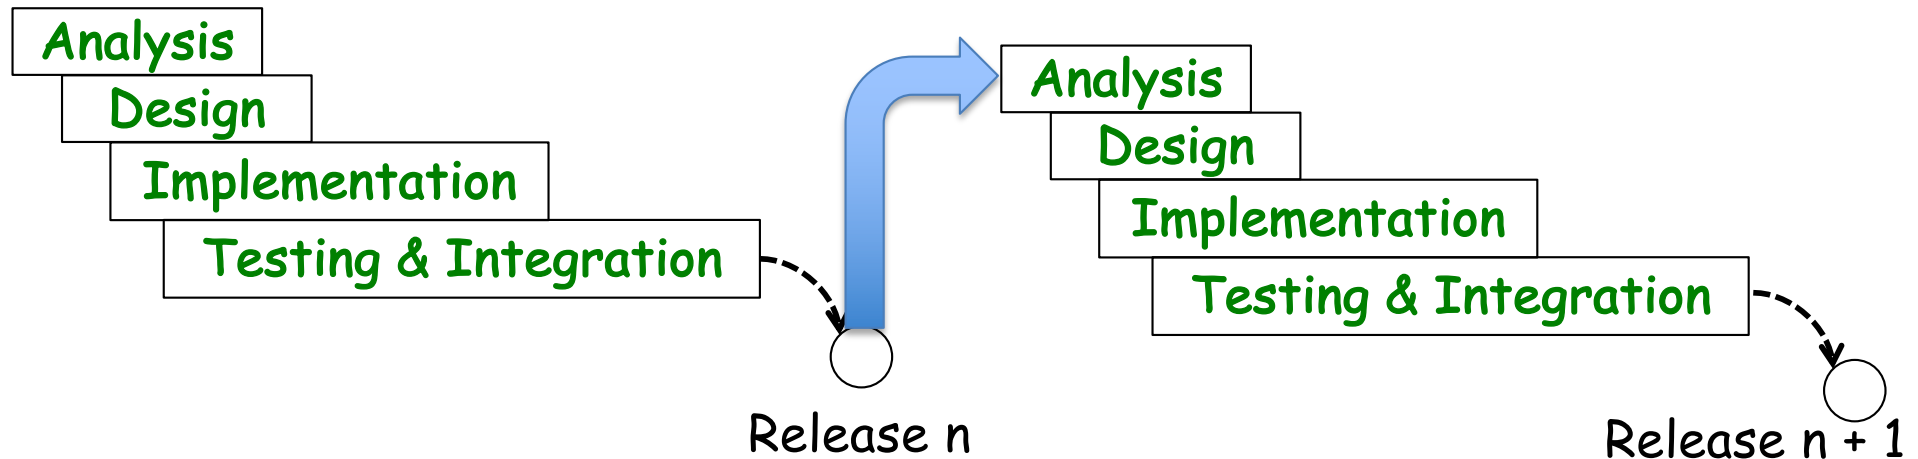 Analysis
Design
Implementation
Testing & Integration
Release n
Analysis
Design
Implementation
Testing & Integration
Release n + 1